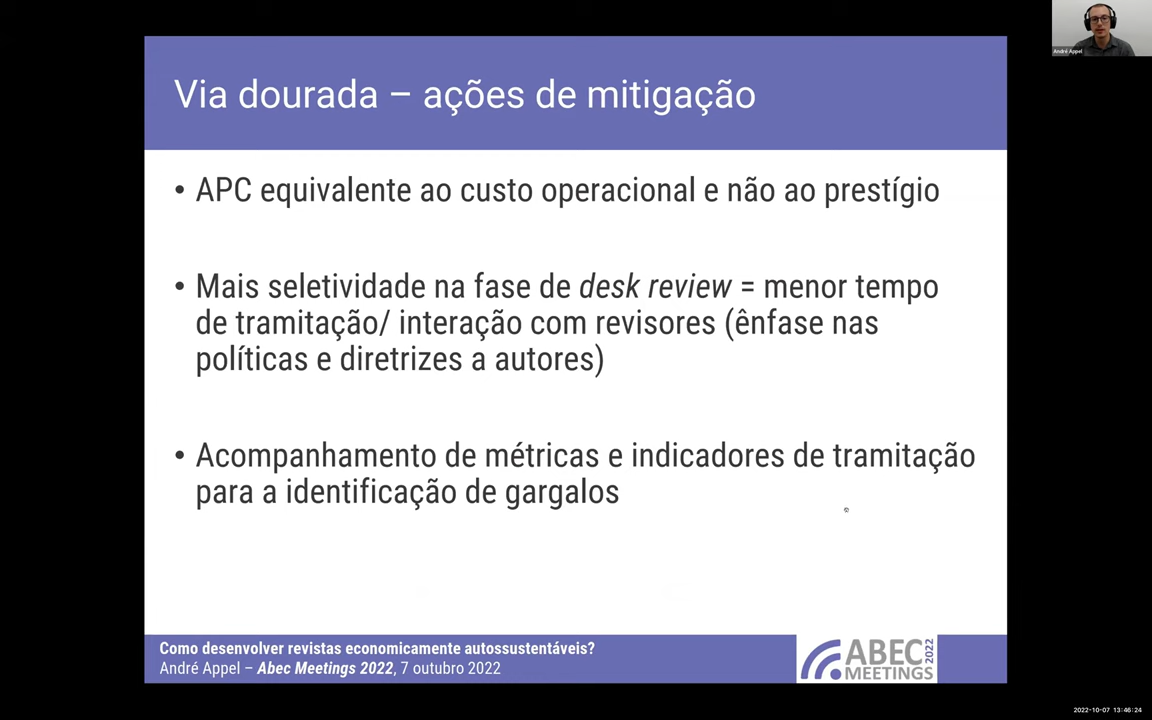 André Appel
Via dourada – ações de mitigação
• APC equivalente ao custo operacional e não ao prestígio
• Mais seletividade na fase de desk review = menor tempo
de tramitação/ interação com revisores (ênfase nas
políticas e diretrizes a autores)
• Acompanhamento de métricas e indicadores de tramitação
para a identificação de gargalos
Como desenvolver revistas economicamente autossustentáveis?
André Appel – Abec Meetings 2022, 7 outubro 2022
ABEC
MEETINGS
2022
2022-10-07 13:46:24